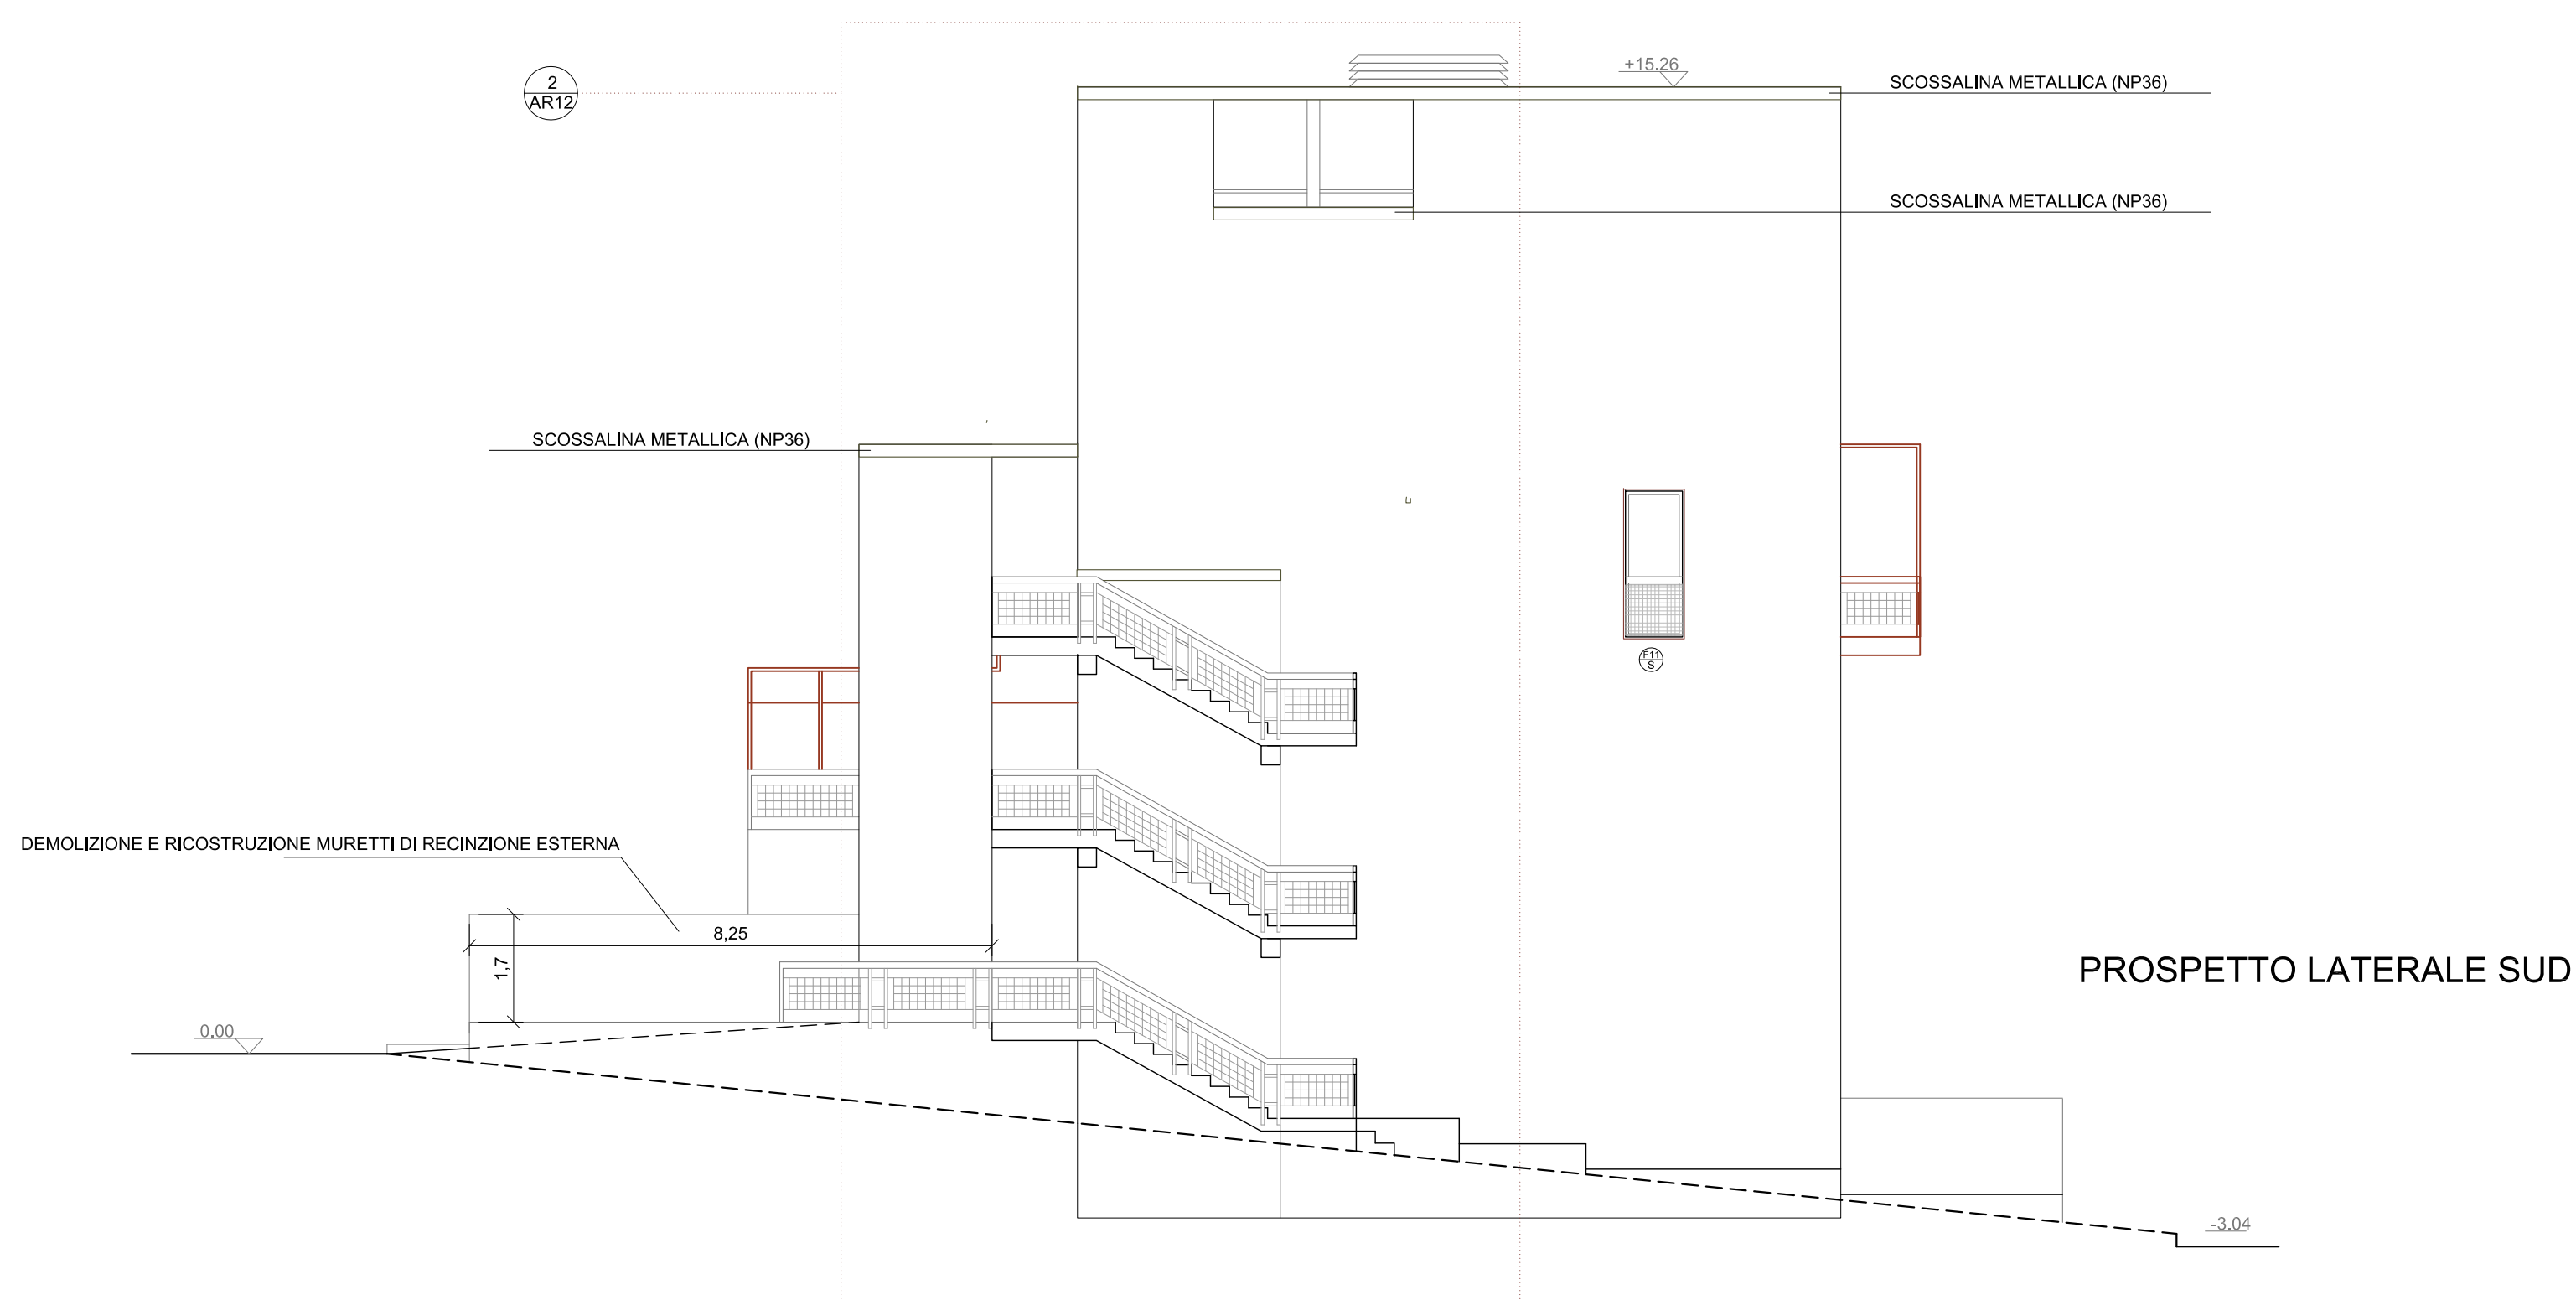 2
AR12
+15.26
SCOSSALINA METALLICA (NP36)
SCOSSALINA METALLICA (NP36)
SCOSSALINA METALLICA (NP36)
F11
S
DEMOLIZIONE E RICOSTRUZIONE MURETTI DI RECINZIONE ESTERNA
8,25
1,7
PROSPETTO LATERALE SUD
0.00
-3.04